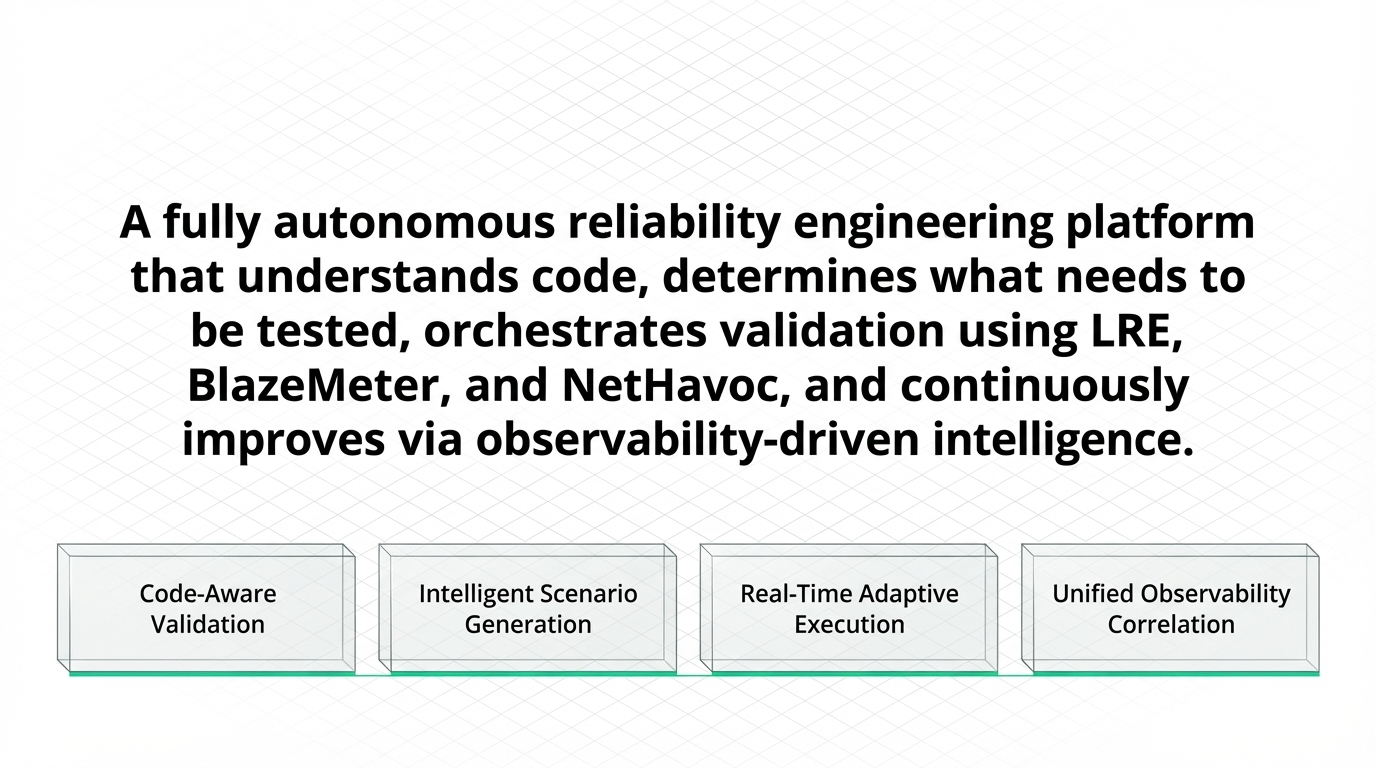 A fully autonomous reliability engineering platform
that understands code, determines what needs to
be tested, orchestrates validation using LRE,
BlazeMeter, and NetHavoc, and continuously
improves via observability-driven intelligence.
Code-Aware
Validation
Intelligent Scenario
Generation
Real-Time Adaptive
Execution
Unified Observability
Correlation